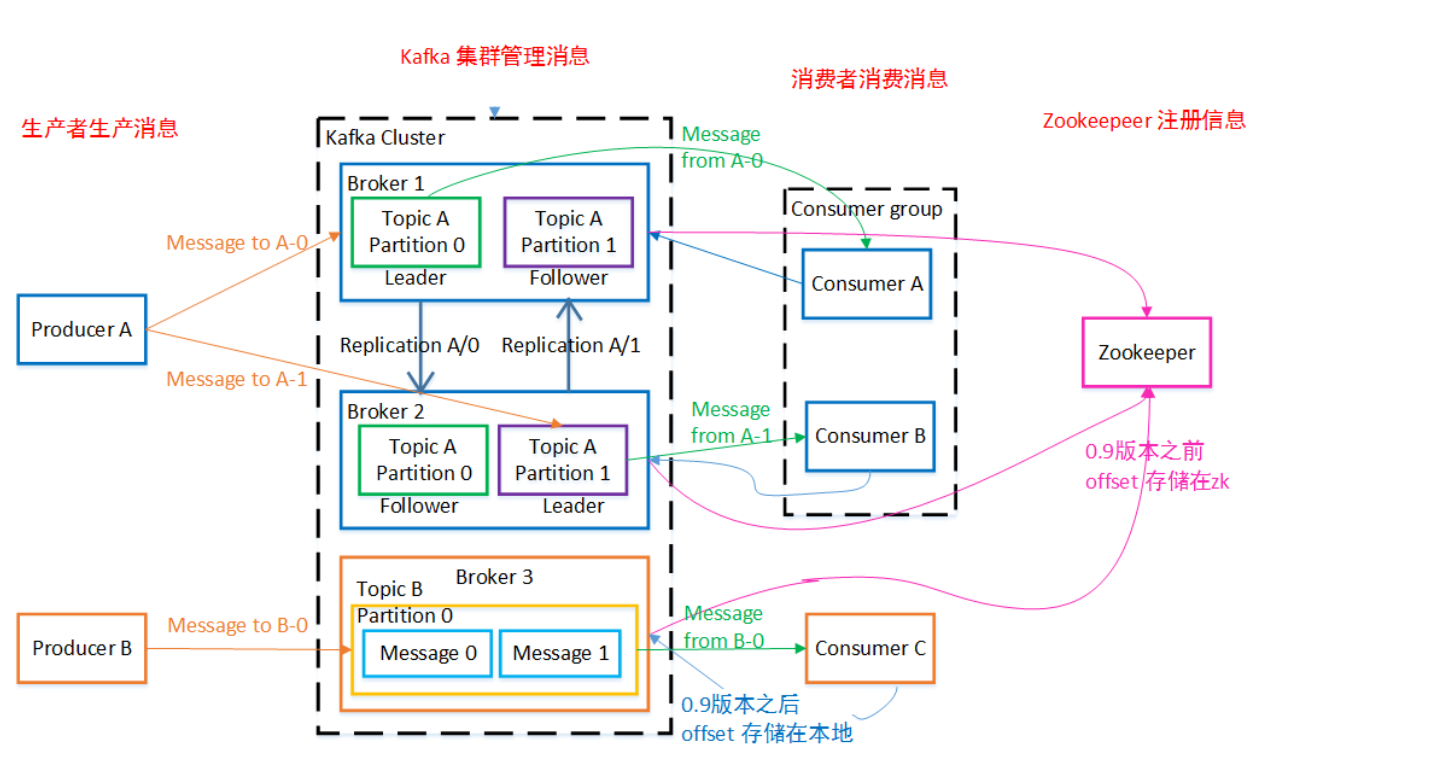 Kafka 集群管理消息
消费者消费消息
生产者生产消息
Zookeepeer 注册信息
Kafka Cluster
Message
from A-0
Broker 1
Topic A
Partition 0
Leader
Topic A
Partition 1
Follower
Consumer group
Message to A-0
Consumer A
Producer A
Replication A/0
Replication A/1
Zookeeper
Message to A-1
Broker 2
Topic A
Partition 0
Follower
Topic A
Partition 1
Leader
Message
from A-1
Consumer B
0.9版本之前
offset 存储在zk
Broker 3
Topic B
Partition 0
Message 0
Message 1
Message to B-0
Producer B
Message
from B-0
Consumer C
0.9版本之后
offset 存储在本地